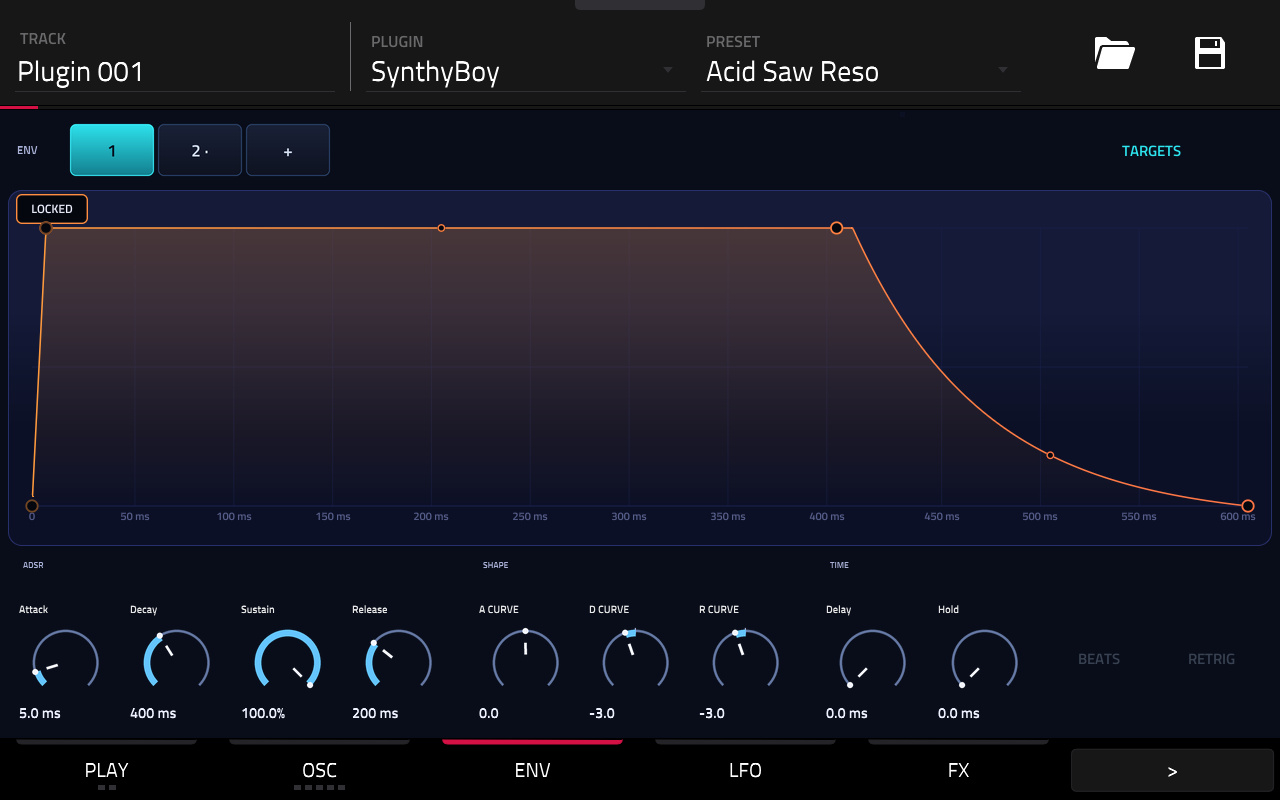 TRACK
Plugin 001
PLUGIN
SynthyBoy
PRESET
Acid Saw Reso
ENV
1
2 ·
+
TARGETS
LOCKED
0
50 ms
100 ms
150 ms
200 ms
250 ms
300 ms
350 ms
400 ms
450 ms
500 ms
550 ms
600 ms
ADSR
SHAPE
TIME
Attack
Decay
Sustain
Release
A CURVE
D CURVE
R CURVE
Delay
Hold
BEATS
RETRIG
5.0 ms
400 ms
100.0%
200 ms
0.0
-3.0
-3.0
0.0 ms
0.0 ms
PLAY
OSC
ENV
LFO
FX
>